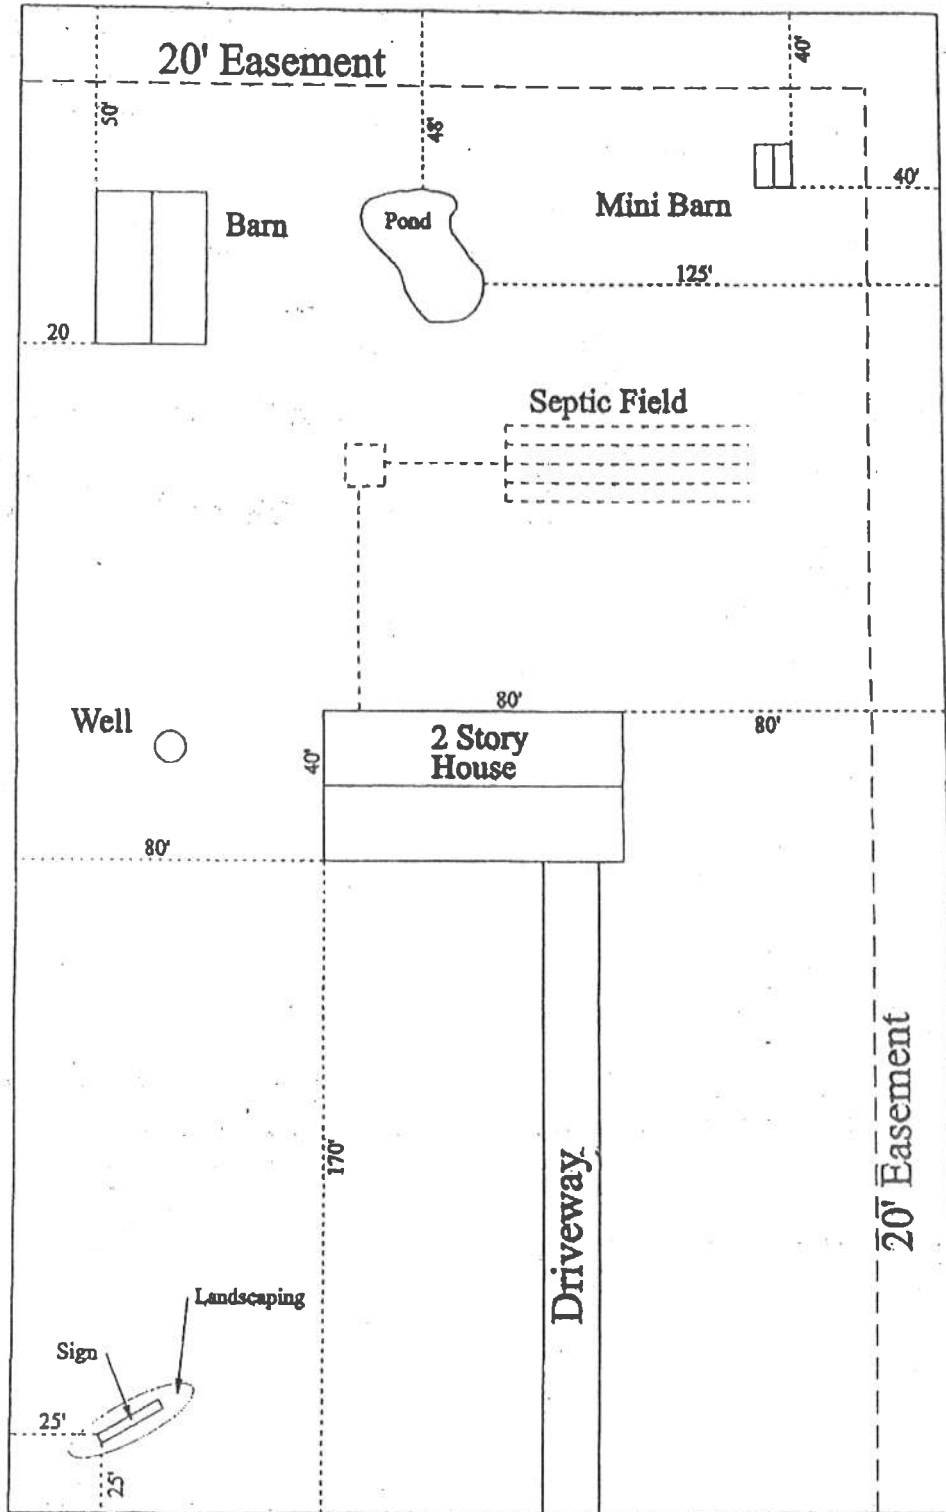 20' Easement
50'
48'
40'
40'
Barn
Pond
Mini Barn
125'
20
Septic Field
Well
80'
2 Story
House
40'
80'
80'
170'
Driveway
20' Easement
Landscaping
Sign
25'
25'